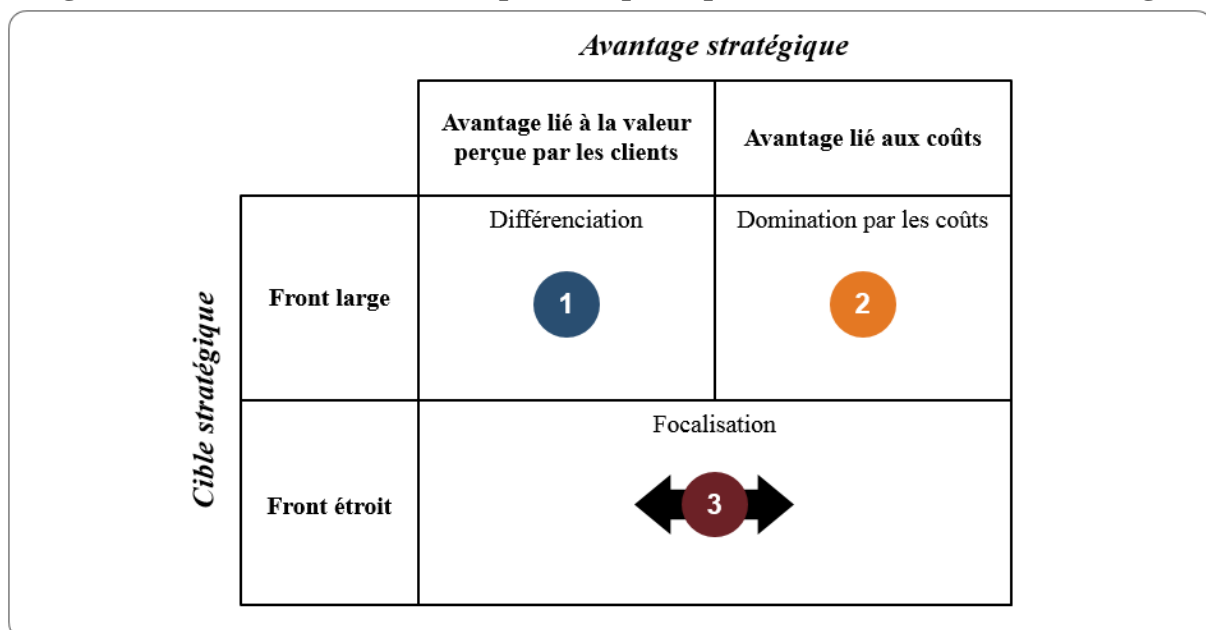 Avantage stratégique
Avantage lié à la valeur
perçue par les clients
Avantage lié aux coûts
Cible stratégique
Front large
Différenciation
1
Domination par les coûts
2
Front étroit
Focalisation
3